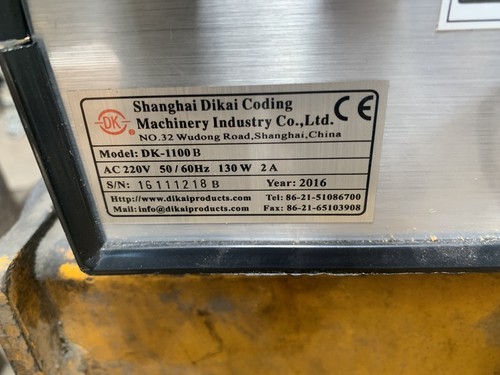 DK
Shanghai Dikai Coding
Machinery Industry Co.,Ltd.
CE
NO.32 Wudong Road,Shanghai,China
Model: DK-1100B
AC 220V 50/60Hz 130W 2A
S/N: 16111218 B Year: 2016
Http://www.dikaiproducts.com Tel: 86-21-51086700
Mail: info@dikaiproducts.com Fax: 86-21-65103908